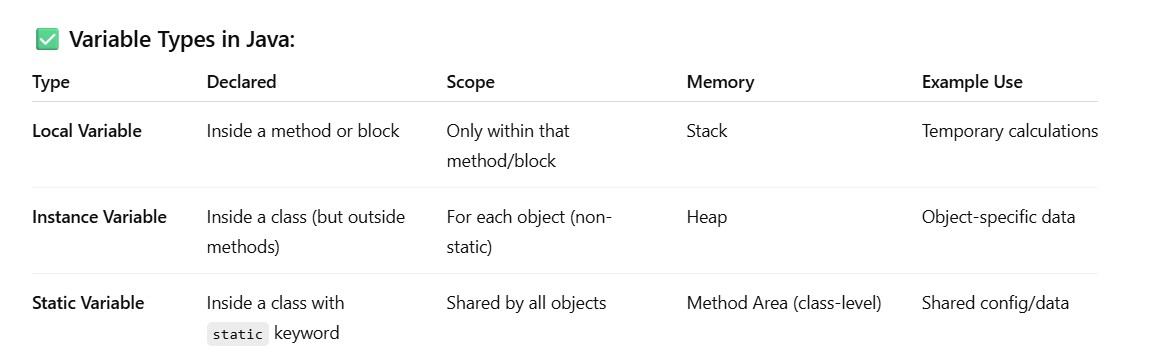 ✅ Variable Types in Java:
Type Declared Scope Memory Example Use
Local Variable Inside a method or block Only within that Stack Temporary calculations
method/block
Instance Variable Inside a class (but outside For each object (non- Heap Object-specific data
methods) static)
Static Variable Inside a class with Shared by all objects Method Area (class-level) Shared config/data
static keyword